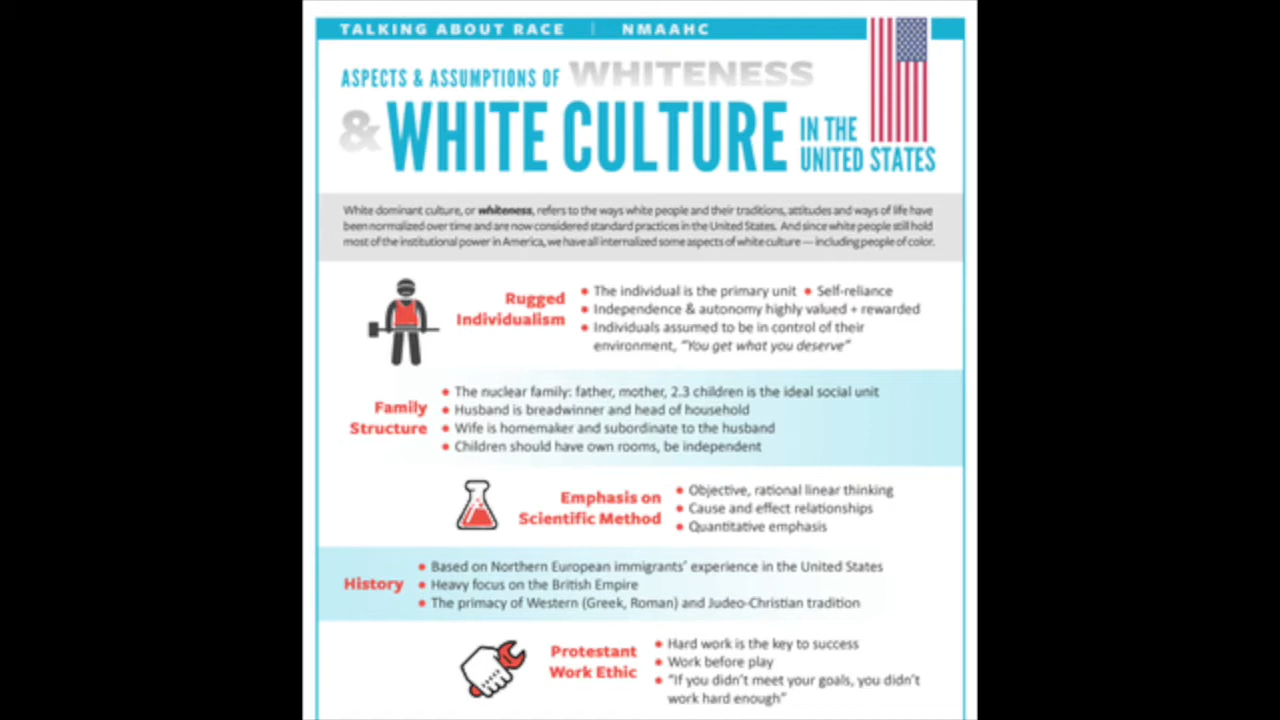 TALKING ABOUT RACE | NMAAHC
ASPECTS & ASSUMPTIONS OF WHITENESS
& WHITE CULTURE IN THE UNITED STATES
White dominant culture, or whiteness, refers to the ways white people and their traditions, attitudes and ways of life have
been normalized over time and are now considered standard practices in the United States. And since white people still hold
most of the institutional power in America, we have all internalized some aspects of white culture — including people of color.
Rugged
Individualism
• The individual is the primary unit • Self-reliance
• Independence & autonomy highly valued + rewarded
• Individuals assumed to be in control of their
environment, "You get what you deserve"
Family
Structure
• The nuclear family: father, mother, 2.3 children is the ideal social unit
• Husband is breadwinner and head of household
• Wife is homemaker and subordinate to the husband
• Children should have own rooms, be independent
Emphasis on
Scientific Method
• Objective, rational linear thinking
• Cause and effect relationships
• Quantitative emphasis
History
• Based on Northern European immigrants' experience in the United States
• Heavy focus on the British Empire
• The primacy of Western (Greek, Roman) and Judeo-Christian tradition
Protestant
Work Ethic
• Hard work is the key to success
• Work before play
• "If you didn't meet your goals, you didn't
work hard enough"